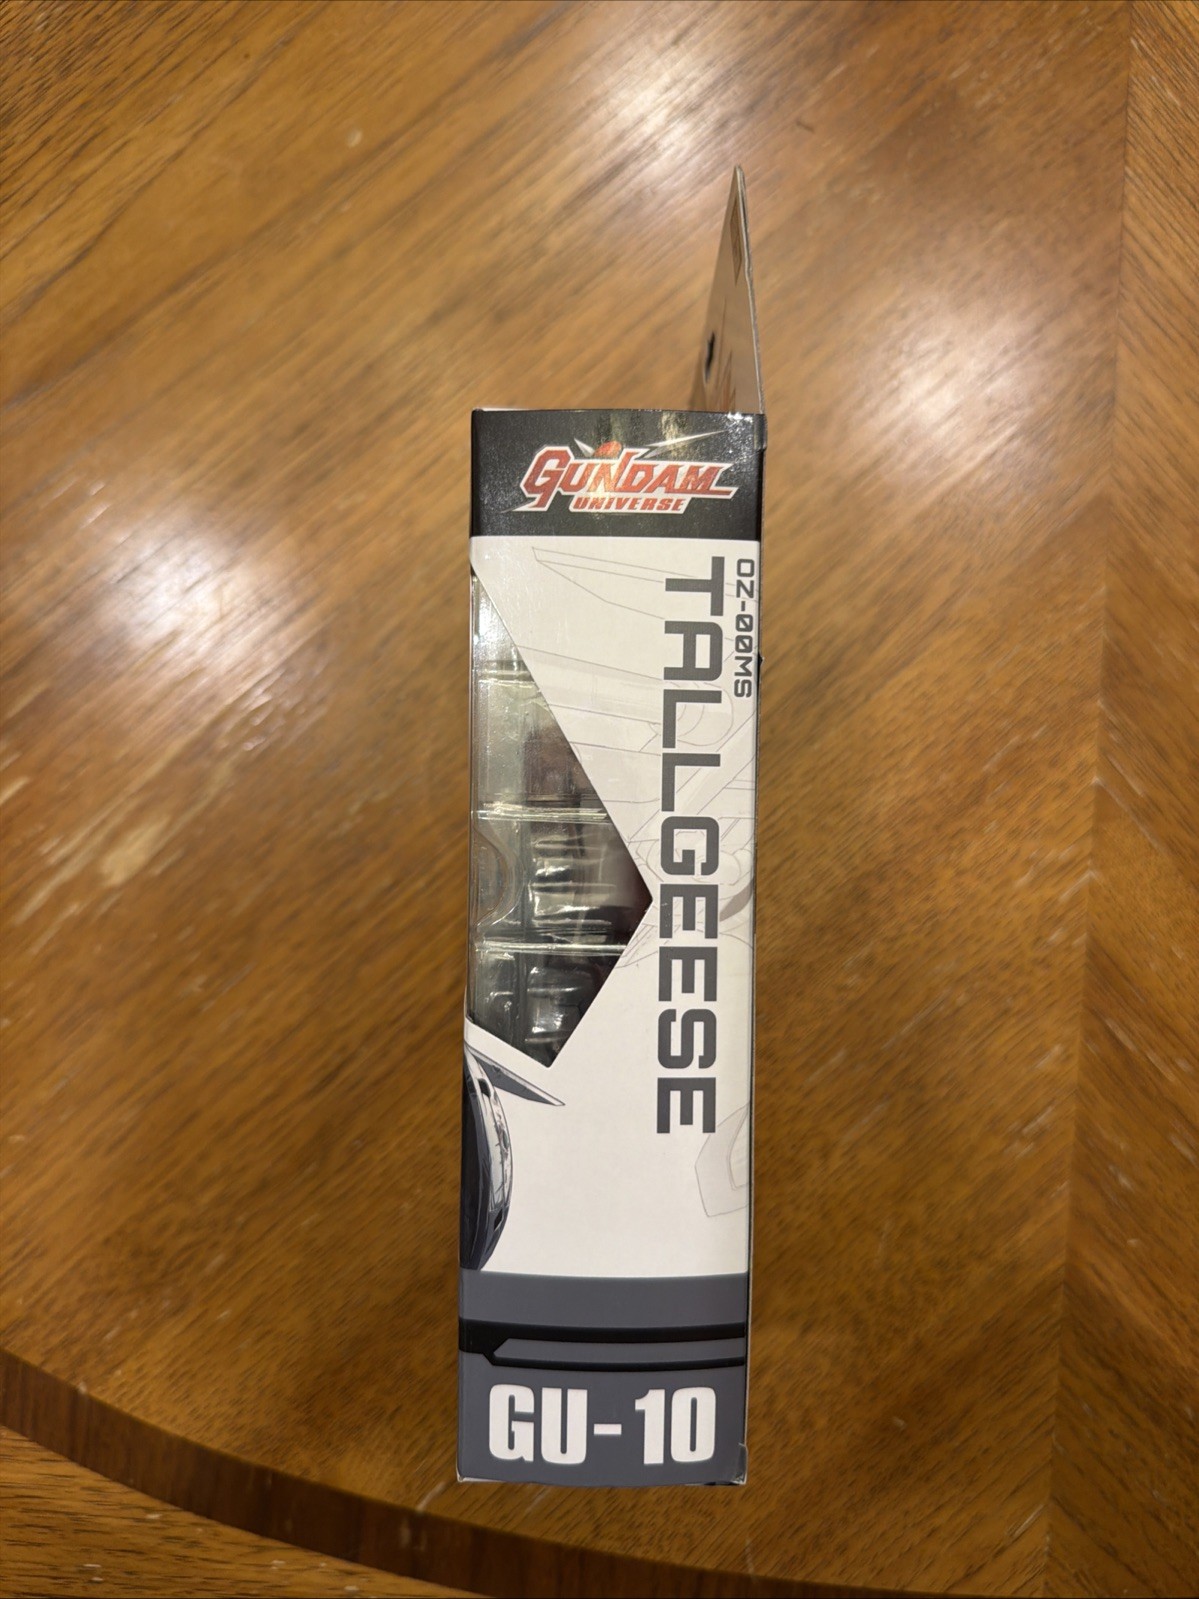 GUNDAM
UNIVERSE
OZ-00MS
TALLGEESE
GU-10